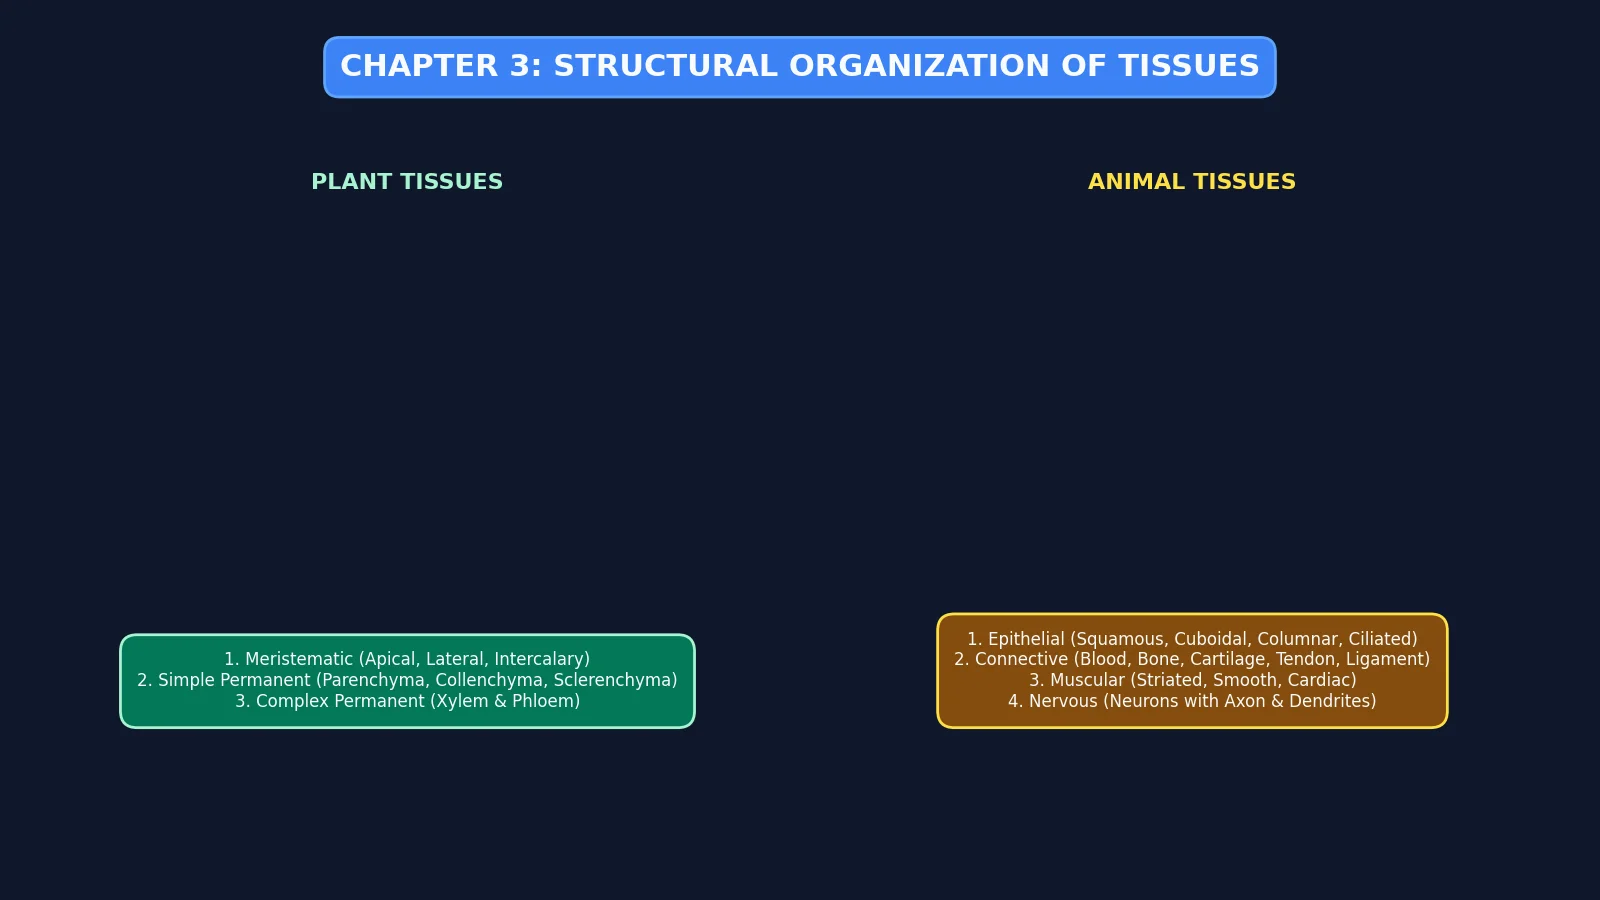 CHAPTER 3: STRUCTURAL ORGANIZATION OF TISSUES
PLANT TISSUES
1. Meristematic (Apical, Lateral, Intercalary)
2. Simple Permanent (Parenchyma, Collenchyma, Sclerenchyma)
3. Complex Permanent (Xylem & Phloem)
ANIMAL TISSUES
1. Epithelial (Squamous, Cuboidal, Columnar, Ciliated)
2. Connective (Blood, Bone, Cartilage, Tendon, Ligament)
3. Muscular (Striated, Smooth, Cardiac)
4. Nervous (Neurons with Axon & Dendrites)